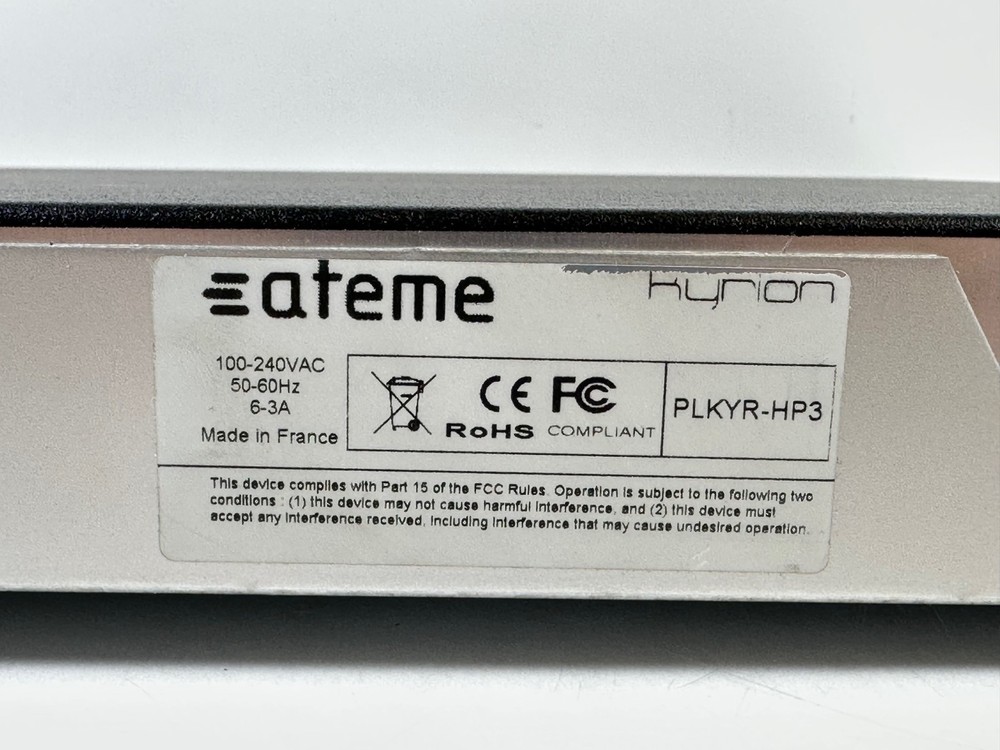 ateme
kyrion
100-240VAC
50-60Hz
6-3A
Made in France
CE FC
RoHS COMPLIANT
PLKYR-HP3
This device complies with Part 15 of the FCC Rules. Operation is subject to the following two
conditions : (1) this device may not cause harmful interference, and (2) this device must
accept any interference received, including interference that may cause undesired operation.